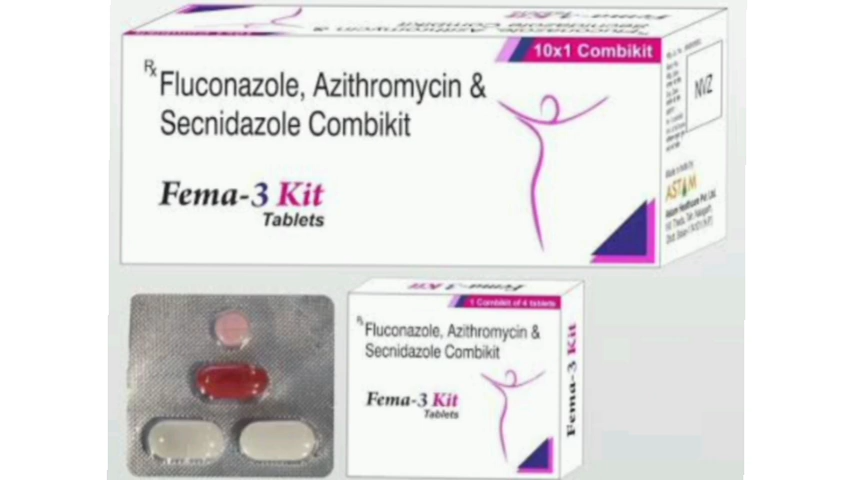 10x1 Combikit
Rx
Fluconazole, Azithromycin &
Secnidazole Combikit
Fema-3 Kit
Tablets
NVZ
ASTAM
1 Combikit of 4 tablets
Rx
Fluconazole, Azithromycin &
Secnidazole Combikit
Fema-3 Kit
Tablets
Fema-3 Kit